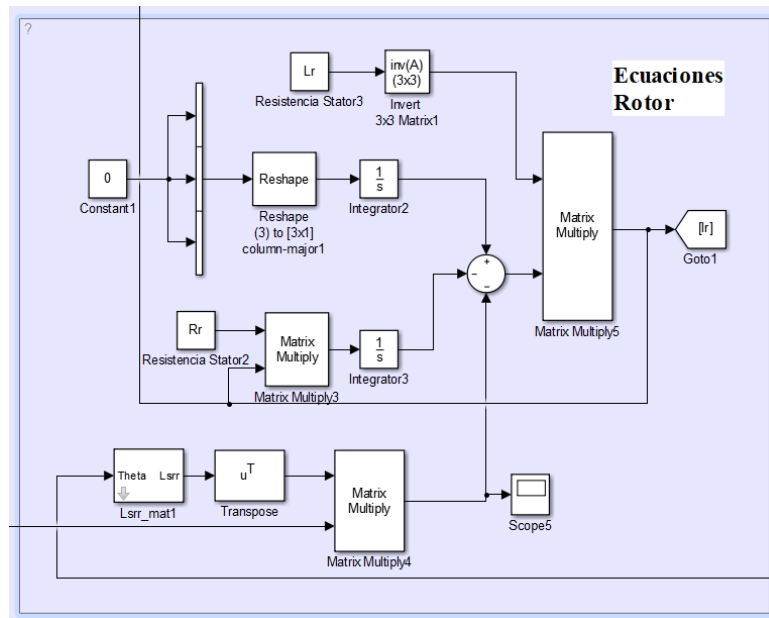 ?
Lr
Resistencia Stator3
inv(A)
(3x3)
Invert
3x3 Matrix1
Ecuaciones
Rotor
0
Constant1
Reshape
Reshape
(3) to [3x1]
column-major1
1
s
Integrator2
Matrix
Multiply
Matrix Multiply5
[Ir]
Goto1
+
−
−
Rr
Resistencia Stator2
Matrix
Multiply
Matrix Multiply3
1
s
Integrator3
Theta Lsrr
Lsrr_mat1
uT
Transpose
Matrix
Multiply
Matrix Multiply4
Scope5